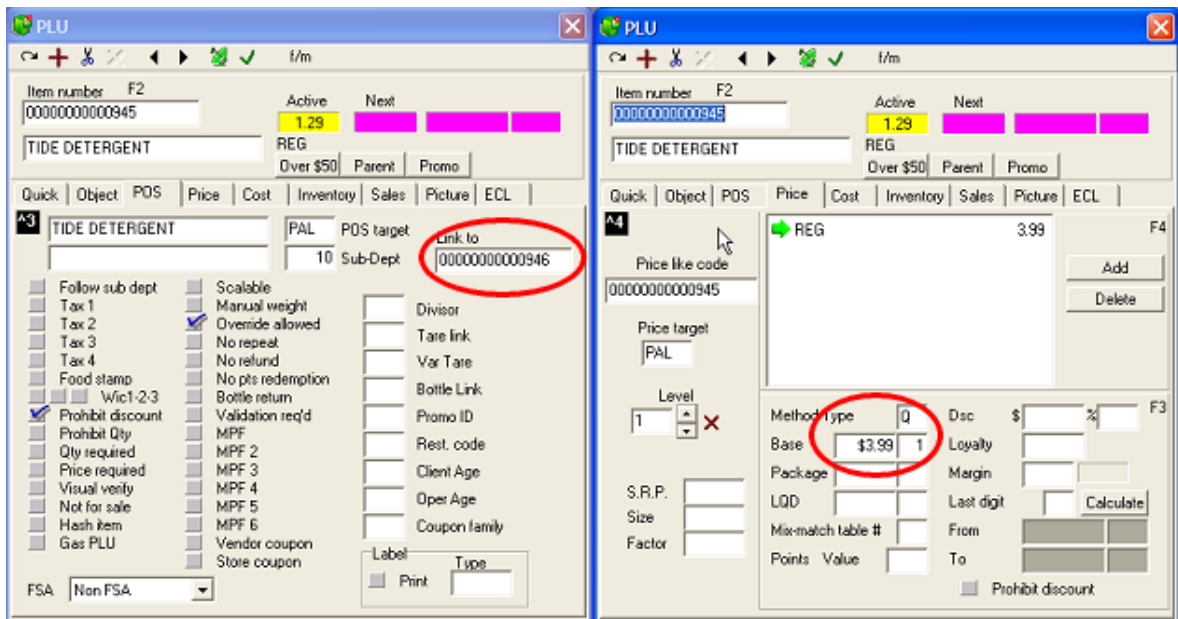 PLU
f/m
Item number F2
00000000000945
TIDE DETERGENT
Active Next
1.29
REG
Over $50 Parent Promo
Quick Object POS Price Cost Inventory Sales Picture ECL
^3 TIDE DETERGENT PAL POS target
10 Sub-Dept
Link to
00000000000946
Follow sub dept
Tax 1
Tax 2
Tax 3
Tax 4
Food stamp
Wic1-2-3
Prohibit discount
Prohibit Qty
Qty required
Price required
Visual verify
Not for sale
Hash item
Gas PLU
Scalable
Manual weight
Override allowed
No repeat
No refund
No pts redemption
Bottle return
Validation req'd
MPF
MPF 2
MPF 3
MPF 4
MPF 5
MPF 6
Vendor coupon
Store coupon
Divisor
Tare link
Var Tare
Bottle Link
Promo ID
Rest. code
Client Age
Oper Age
Coupon family
Label
Print Type
FSA Non FSA
PLU
f/m
Item number F2
00000000000945
TIDE DETERGENT
Active Next
1.29
REG
Over $50 Parent Promo
Quick Object POS Price Cost Inventory Sales Picture ECL
^4
Price like code
00000000000945
Price target
PAL
Level
1
S.R.P.
Size
Factor
REG 3.99
F4
Add
Delete
Method Type Q Dsc $ % F3
Base $3.99 1 Loyalty
Package Margin
LQD Last digit Calculate
Mix-match table # From
Points Value To
Prohibit discount